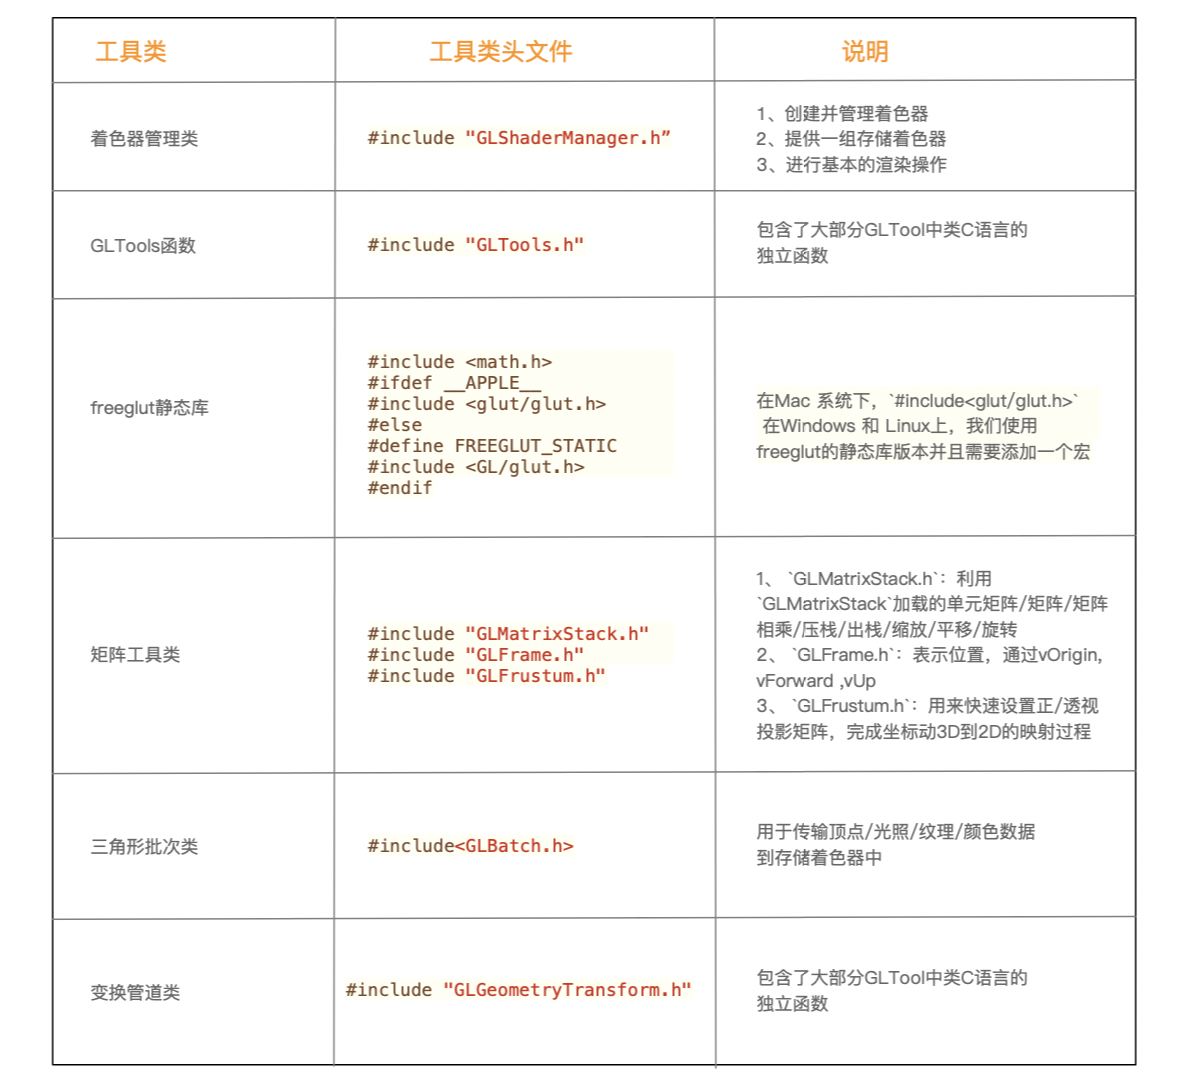 工具类
工具类头文件
说明
着色器管理类
#include "GLShaderManager.h”
1、创建并管理着色器
2、提供一组存储着色器
3、进行基本的渲染操作
GLTools函数
#include "GLTools.h"
包含了大部分GLTool中类C语言的
独立函数
freeglut静态库
#include <math.h>
#ifdef __APPLE__
#include <glut/glut.h>
#else
#define FREEGLUT_STATIC
#include <GL/glut.h>
#endif
在Mac 系统下，`#include<glut/glut.h>`
在Windows 和 Linux上，我们使用
freeglut的静态库版本并且需要添加一个宏
矩阵工具类
#include "GLMatrixStack.h"
#include "GLFrame.h"
#include "GLFrustum.h"
1、 `GLMatrixStack.h`：利用
`GLMatrixStack`加载的单元矩阵/矩阵/矩阵
相乘/压栈/出栈/缩放/平移/旋转
2、 `GLFrame.h`：表示位置，通过vOrigin,
vForward ,vUp
3、 `GLFrustum.h`：用来快速设置正/透视
投影矩阵，完成坐标动3D到2D的映射过程
三角形批次类
#include<GLBatch.h>
用于传输顶点/光照/纹理/颜色数据
到存储着色器中
变换管道类
#include "GLGeometryTransform.h"
包含了大部分GLTool中类C语言的
独立函数